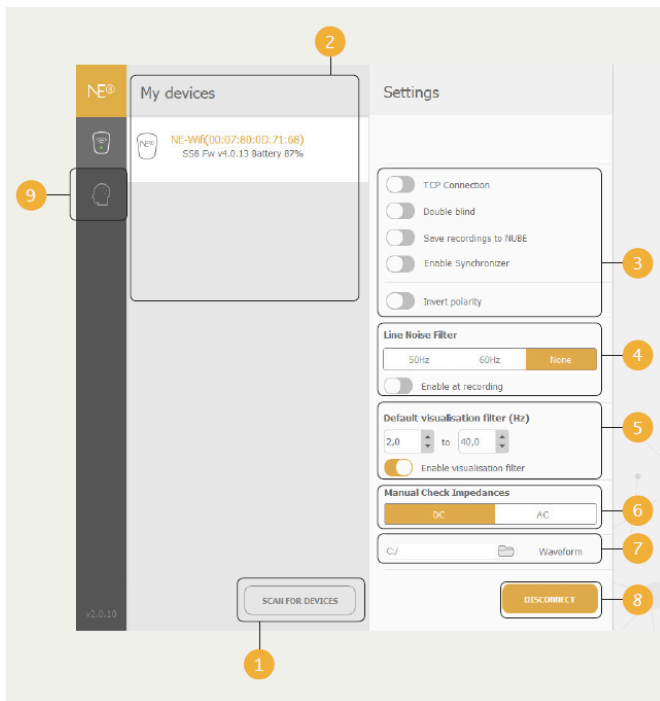 2
NE®
My devices
Settings
NE®
NE-Wifi(00:07:80:0D:71:68)
SS8 Fw v4.0.13 Battery 87%
9
TCP Connection
Double blind
Save recordings to NUBE
Enable Synchronizer
3
Invert polarity
Line Noise Filter
50Hz
60Hz
None
4
Enable at recording
Default visualisation filter (Hz)
5
2,0
to
40,0
Enable visualisation filter
Manual Check Impedances
DC
AC
6
C:/
Waveform
7
SCAN FOR DEVICES
DISCONNECT
8
v2.0.10
1